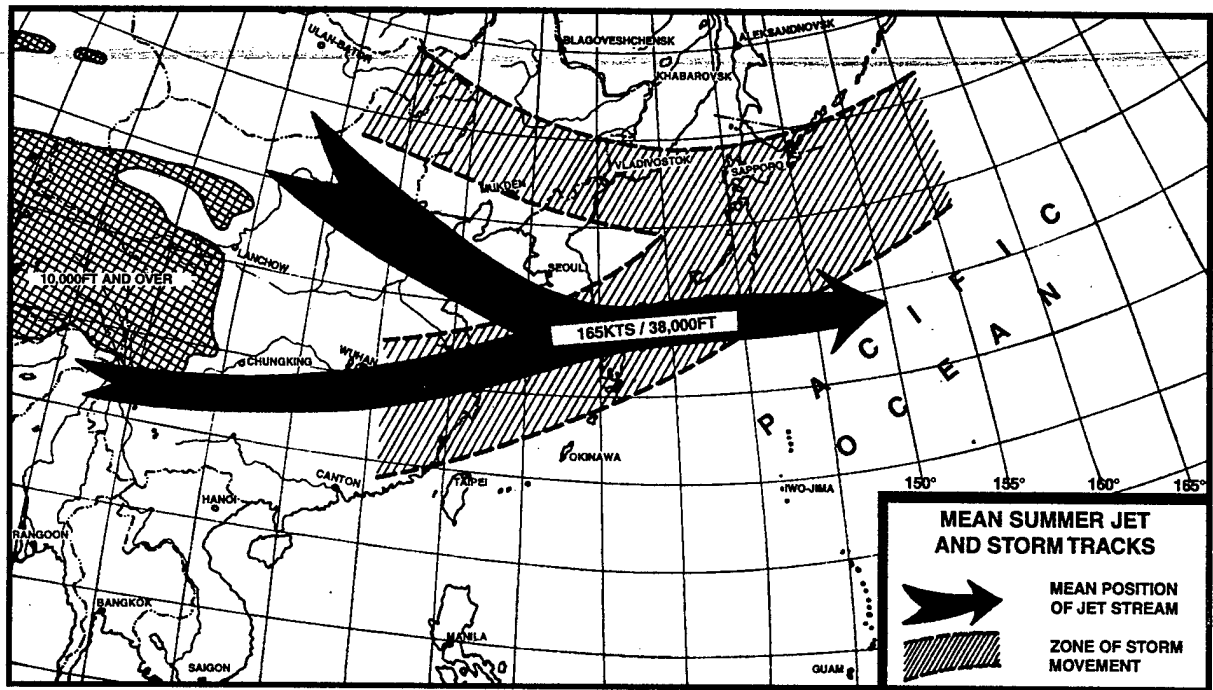 ULAN-BATOR
BLAGOVESHCHENSK
ALEKSANDNOVSK
KHABAROVSK
VLADIVOSTOK
SAPPORO
MUKDEN
LANCHOW
10,000FT AND OVER
SEOUL
165KTS / 38,000FT
WUHAN
CHUNGKING
PACIFIC
OCEAN
OKINAWA
CANTON
TAIPEI
HANOI
IWO-JIMA
150°
155°
160°
165°
RANGOON
BANGKOK
MANILA
SAIGON
GUAM
MEAN SUMMER JET
AND STORM TRACKS
MEAN POSITION
OF JET STREAM
ZONE OF STORM
MOVEMENT